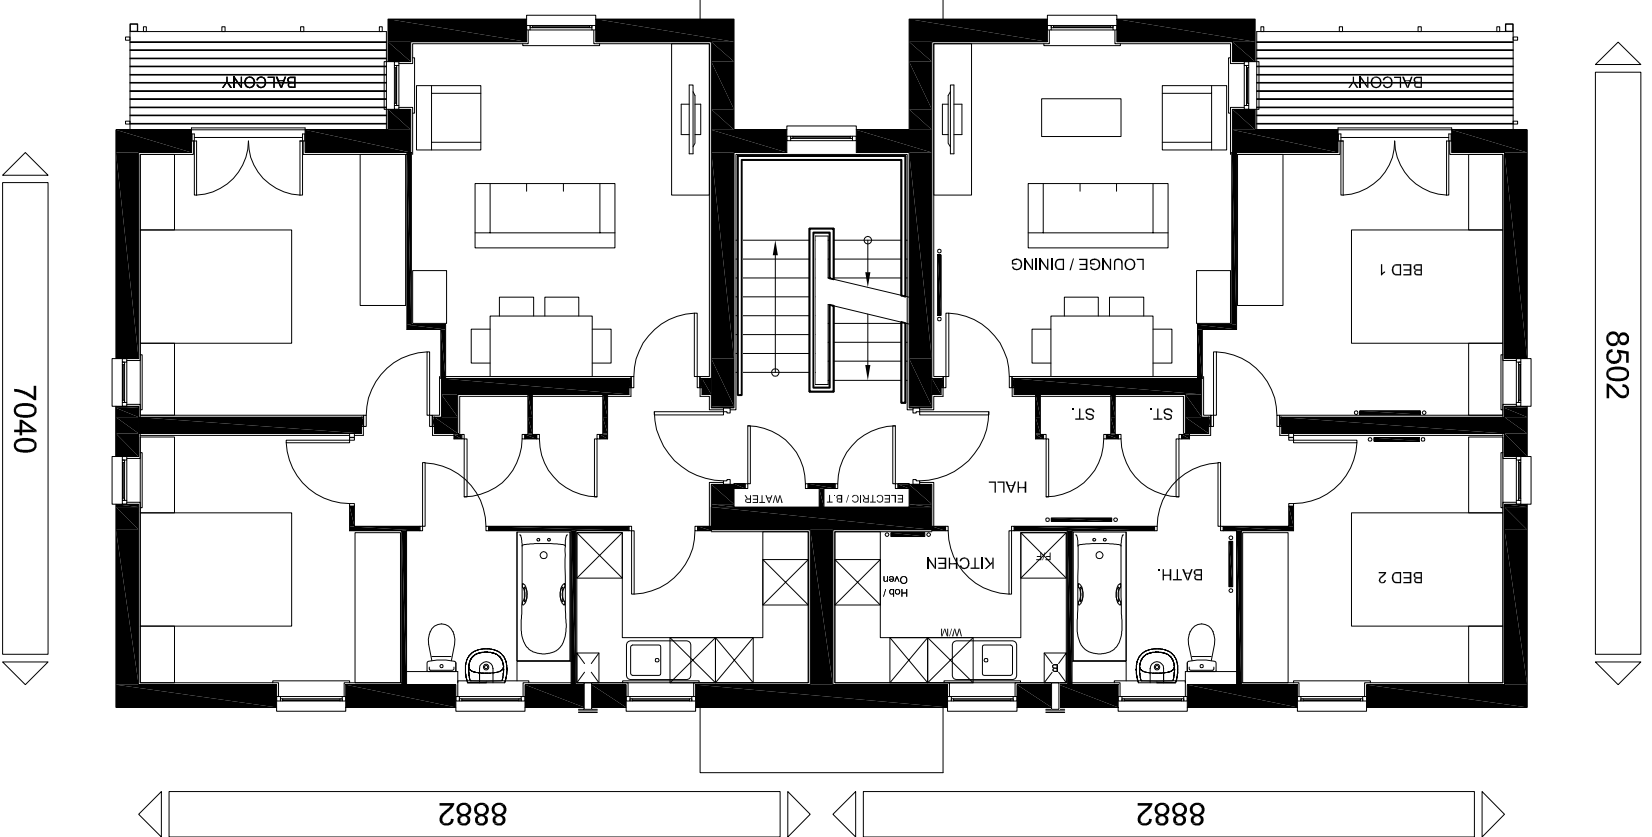 BALCONY
BALCONY
LOUNGE / DINING
BED 1
8502
7040
ST.
ST.
HALL
WATER
ELECTRIC / B.T
KITCHEN
F/F
Hob /
Oven
BATH.
BED 2
W/M
B
8882
8882